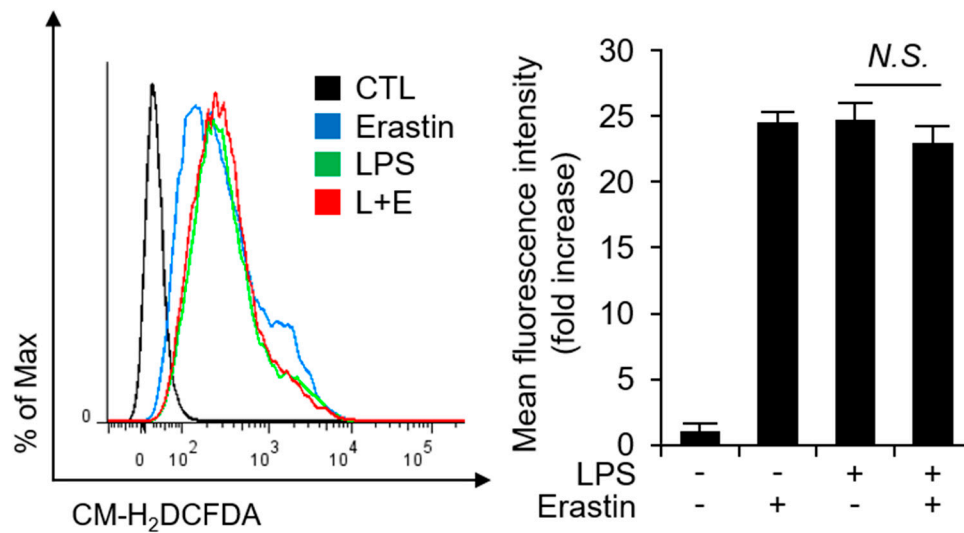 % of Max
CTL
Erastin
LPS
L+E
0
0 10² 10³ 10⁴ 10⁵
CM-H₂DCFDA
Mean fluorescence intensity
(fold increase)
30
25
20
15
10
5
0
N.S.
LPS - - + +
Erastin - + - +